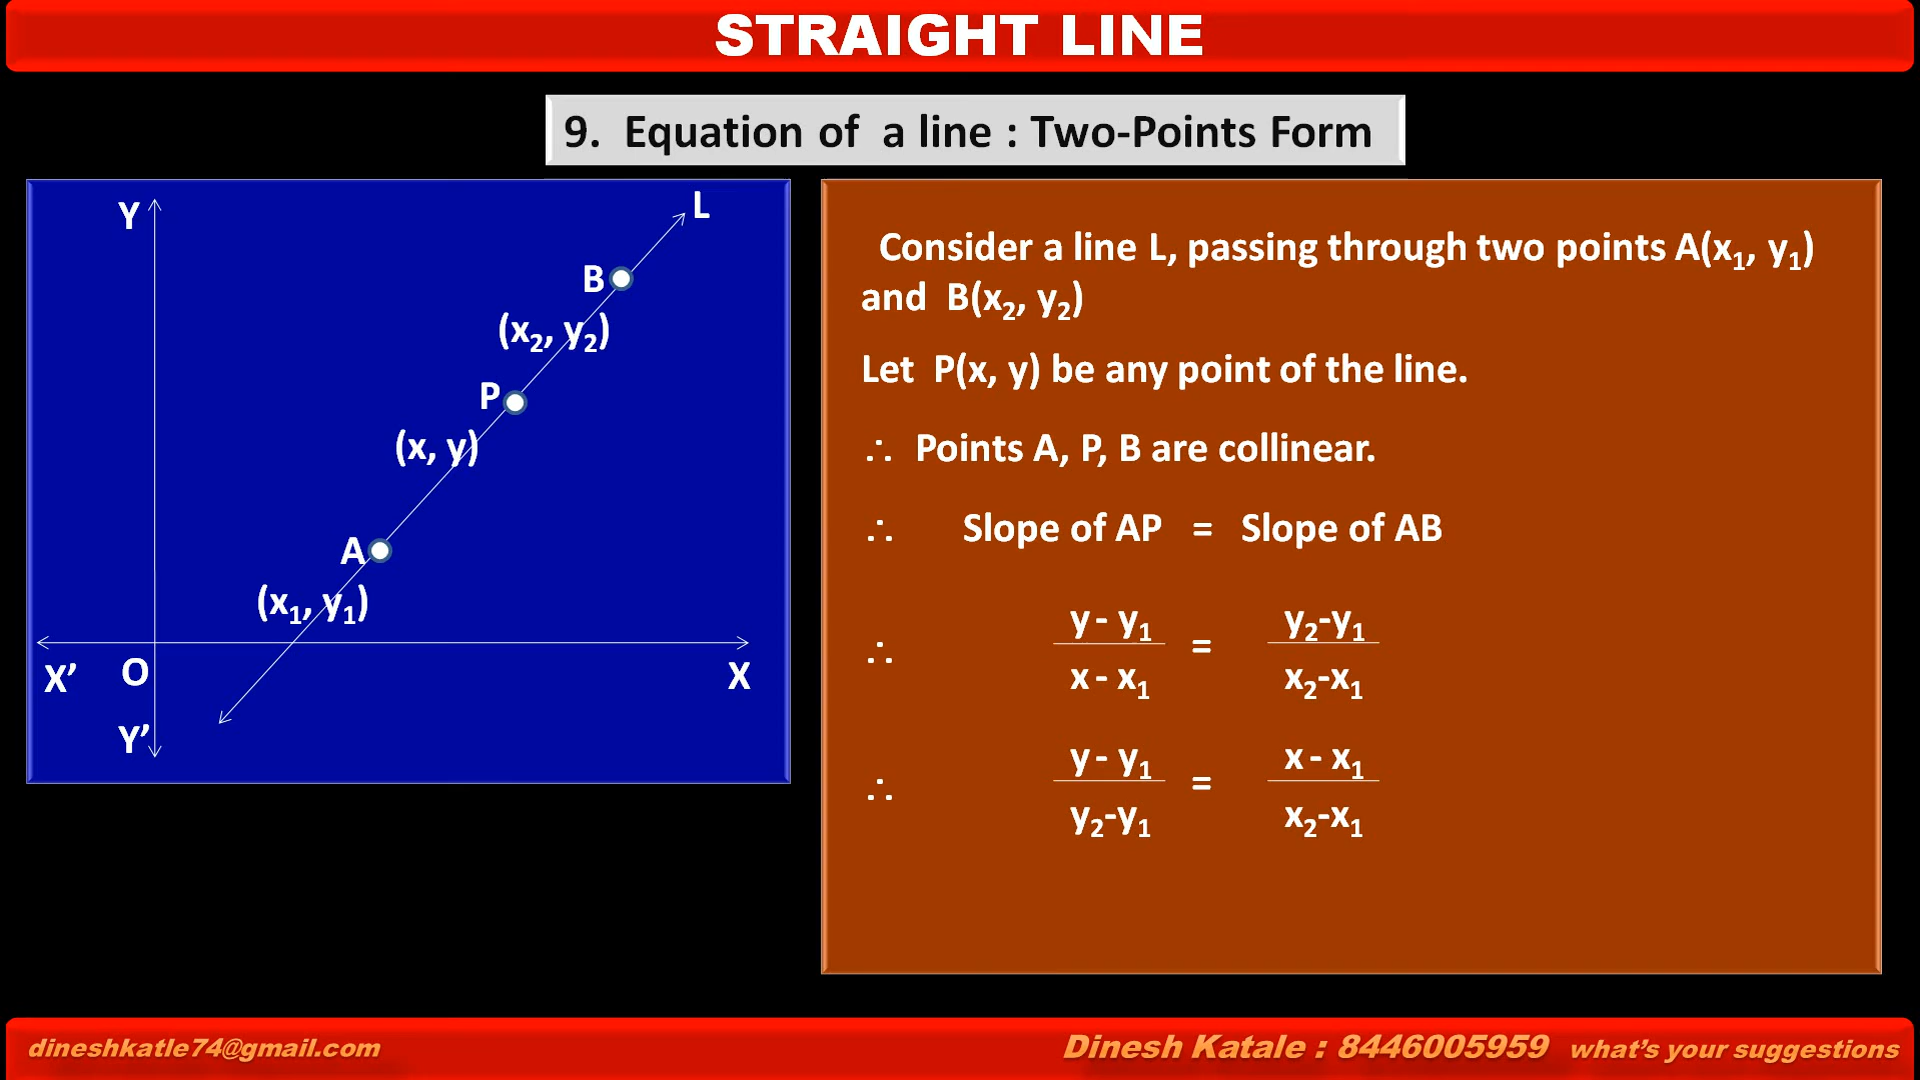 STRAIGHT LINE
9. Equation of a line : Two-Points Form
Y
L
B
(x₂, y₂)
P
(x, y)
A
(x₁, y₁)
X’
O
X
Y’
Consider a line L, passing through two points A(x₁, y₁)
and B(x₂, y₂)
Let P(x, y) be any point of the line.
∴ Points A, P, B are collinear.
∴ Slope of AP = Slope of AB
y - y₁ y₂-y₁
∴ =
x - x₁ x₂-x₁
y - y₁ x - x₁
∴ =
y₂-y₁ x₂-x₁
dineshkatle74@gmail.com
Dinesh Katale : 8446005959 what’s your suggestions